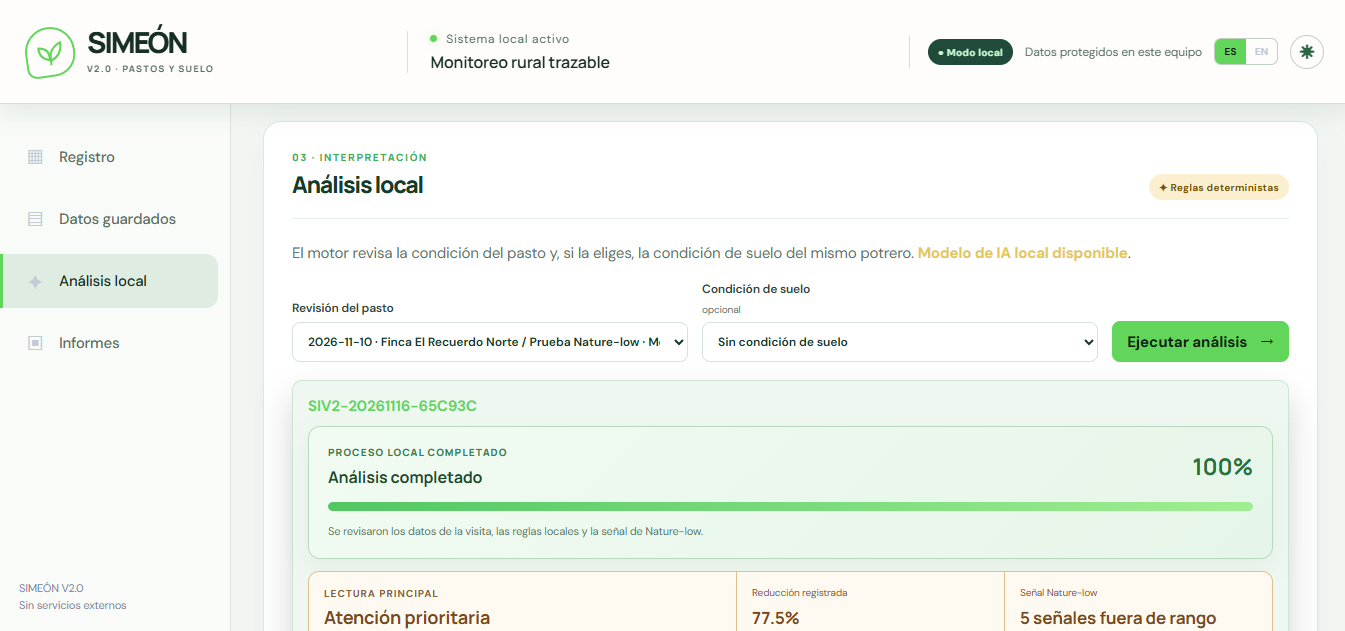 SIMEÓN
V2.0 · PASTOS Y SUELO
Sistema local activo
Monitoreo rural trazable
• Modo local
Datos protegidos en este equipo
ES
EN
Registro
Datos guardados
Análisis local
Informes
SIMEÓN V2.0
Sin servicios externos
03 · INTERPRETACIÓN
Análisis local
✦ Reglas deterministas
El motor revisa la condición del pasto y, si la eliges, la condición de suelo del mismo potrero. Modelo de IA local disponible.
Revisión del pasto
2026-11-10 · Finca El Recuerdo Norte / Prueba Nature-low ·
Condición de suelo
opcional
Sin condición de suelo
Ejecutar análisis →
SIV2-20261116-65C93C
PROCESO LOCAL COMPLETADO
Análisis completado
100%
Se revisaron los datos de la visita, las reglas locales y la señal de Nature-low.
LECTURA PRINCIPAL
Atención prioritaria
Reducción registrada
77.5%
Señal Nature-low
5 señales fuera de rango